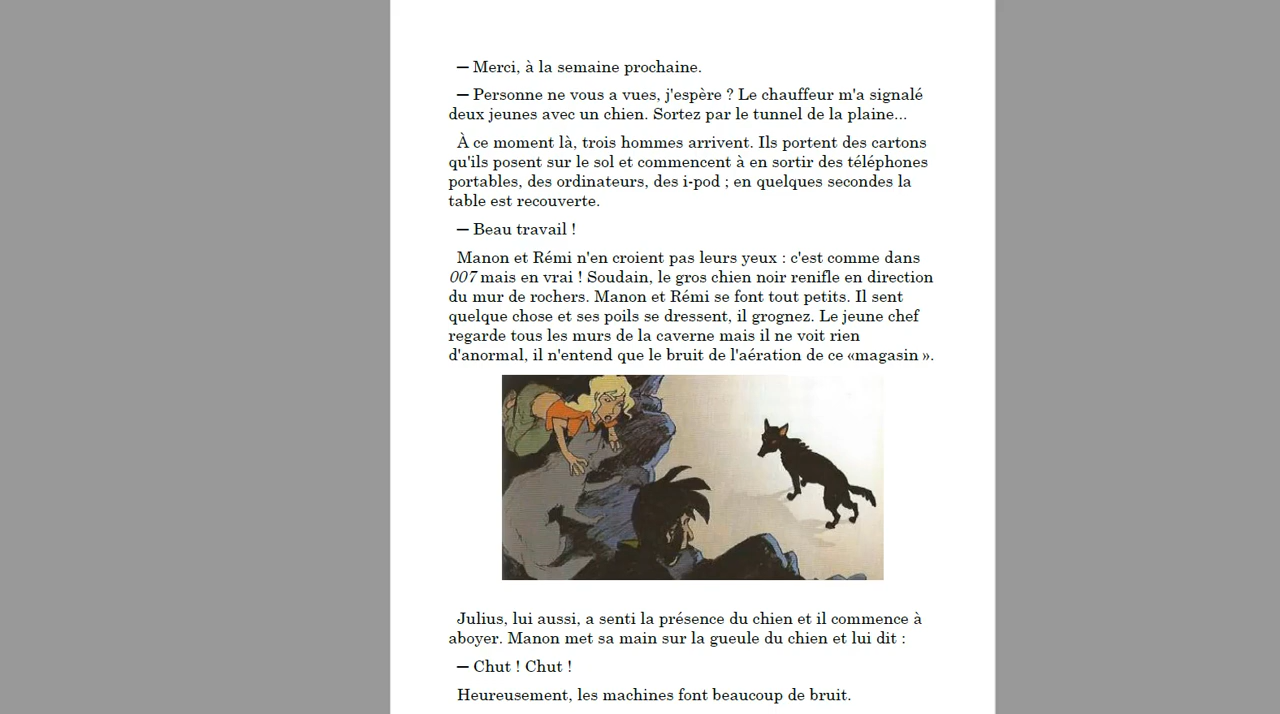 — Merci, à la semaine prochaine.
— Personne ne vous a vues, j'espère ? Le chauffeur m'a signalé
deux jeunes avec un chien. Sortez par le tunnel de la plaine...
À ce moment là, trois hommes arrivent. Ils portent des cartons
qu'ils posent sur le sol et commencent à en sortir des téléphones
portables, des ordinateurs, des i-pod ; en quelques secondes la
table est recouverte.
— Beau travail !
Manon et Rémi n'en croient pas leurs yeux : c'est comme dans
007 mais en vrai ! Soudain, le gros chien noir renifle en direction
du mur de rochers. Manon et Rémi se font tout petits. Il sent
quelque chose et ses poils se dressent, il grognez. Le jeune chef
regarde tous les murs de la caverne mais il ne voit rien
d'anormal, il n'entend que le bruit de l'aération de ce «magasin ».
Julius, lui aussi, a senti la présence du chien et il commence à
aboyer. Manon met sa main sur la gueule du chien et lui dit :
— Chut ! Chut !
Heureusement, les machines font beaucoup de bruit.